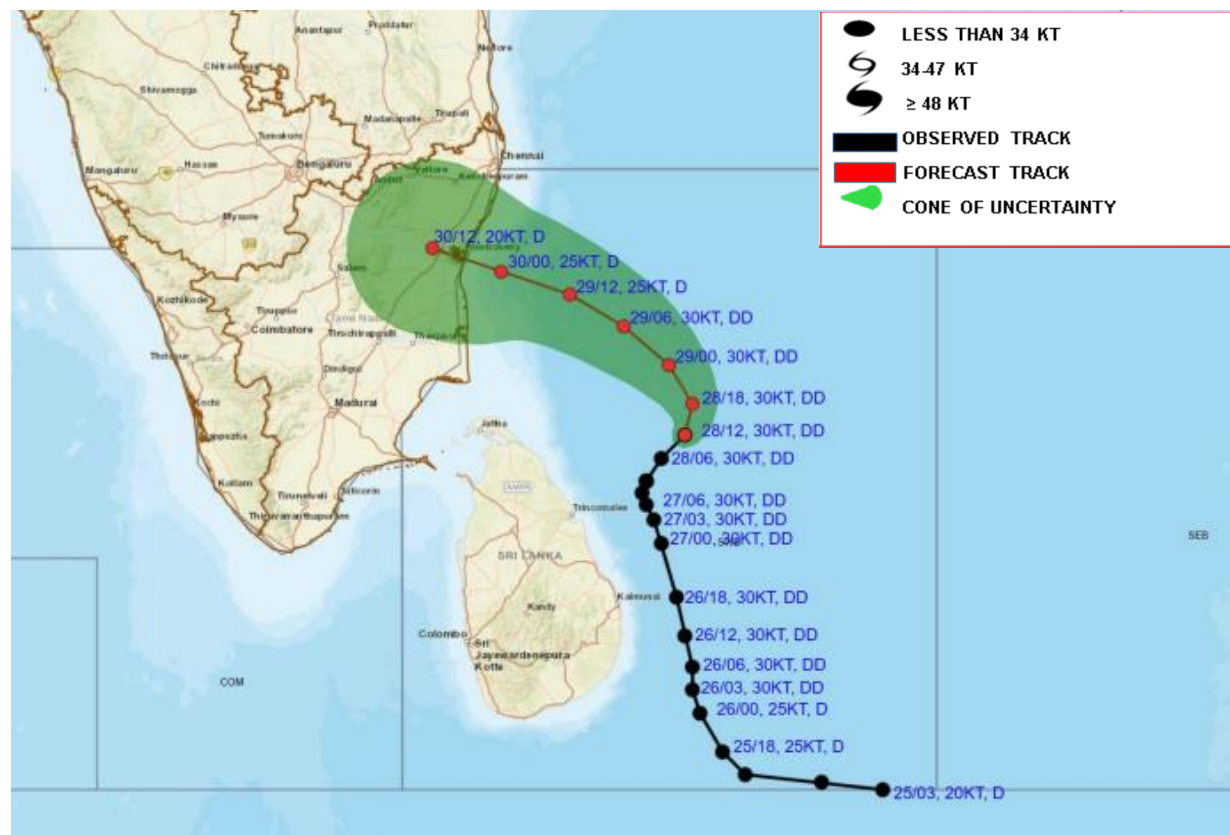 LESS THAN 34 KT
34-47 KT
≥ 48 KT
OBSERVED TRACK
FORECAST TRACK
CONE OF UNCERTAINTY
Anantapur
Proddatur
Nellore
Chitradurga
Shivamogga
Madanapalle
Tirupati
Tumakuru
Chennai
Mangaluru
Hassan
Bengaluru
Vellore
Mysore
30/12, 20KT, D
Salem
30/00, 25KT, D
Kozhikode
29/12, 25KT, D
Tiruppur
Coimbatore
Tamil
Tiruchirappalli
29/06, 30KT, DD
Dindigul
29/00, 30KT, DD
Kochi
Madurai
28/18, 30KT, DD
Jaffna
28/12, 30KT, DD
28/06, 30KT, DD
Kollam
Tirunelveli
27/06, 30KT, DD
Trincomalee
Thiruvananthapuram
27/03, 30KT, DD
27/00, 30KT, DD
SEB
SRI LANKA
26/18, 30KT, DD
Kalmunai
Kandy
26/12, 30KT, DD
Colombo
Sri
Jayawardenepura
Kotte
26/06, 30KT, DD
COM
26/03, 30KT, DD
26/00, 25KT, D
25/18, 25KT, D
25/03, 20KT, D